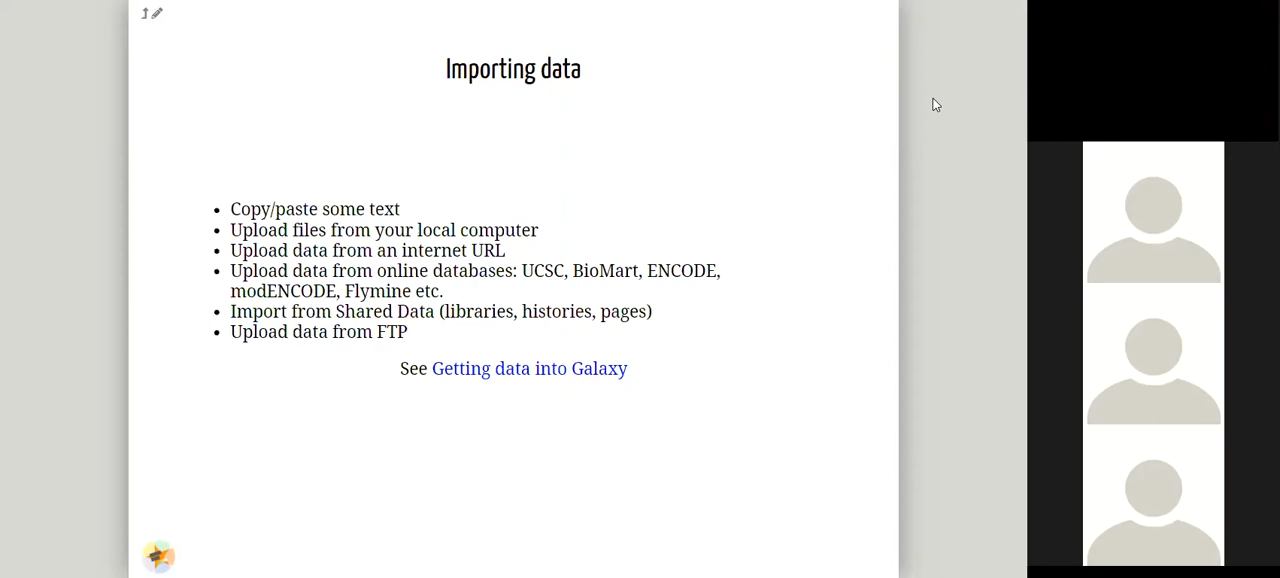 Importing data
Copy/paste some text
Upload files from your local computer
Upload data from an internet URL
Upload data from online databases: UCSC, BioMart, ENCODE,
modENCODE, Flymine etc.
Import from Shared Data (libraries, histories, pages)
Upload data from FTP
See Getting data into Galaxy